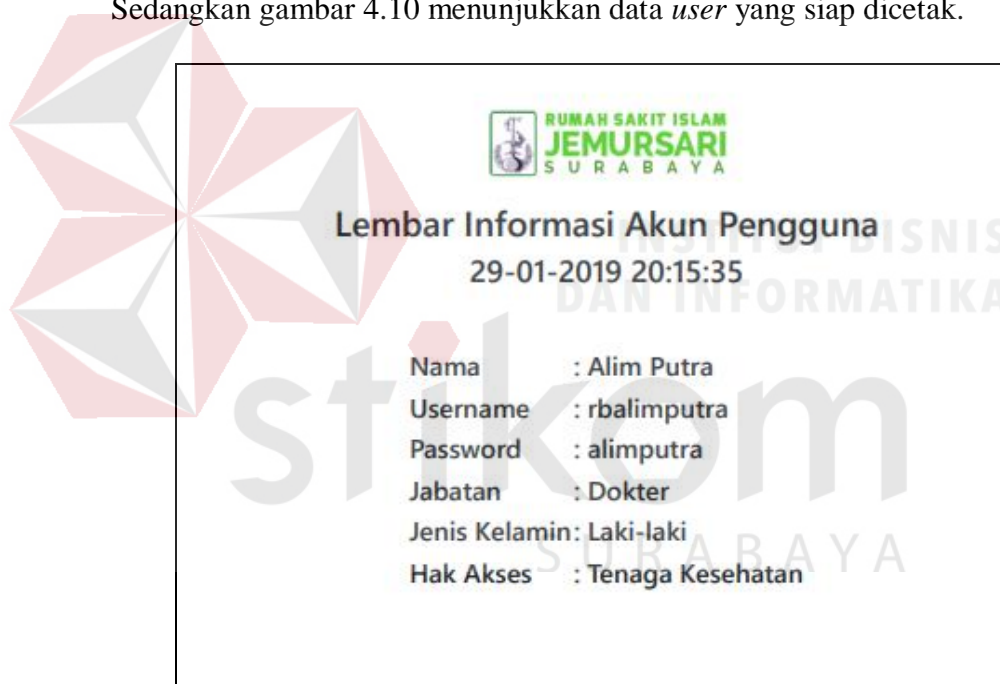 Sedangkan gambar 4.10 menunjukkan data user yang siap dicetak.
RUMAH SAKIT ISLAM
JEMURSARI
SURABAYA
Lembar Informasi Akun Pengguna
29-01-2019 20:15:35
Nama : Alim Putra
Username : rbalimputra
Password : alimputra
Jabatan : Dokter
Jenis Kelamin: Laki-laki
Hak Akses : Tenaga Kesehatan
INSTITUT BISNIS
DAN INFORMATIKA
stikom
SURABAYA